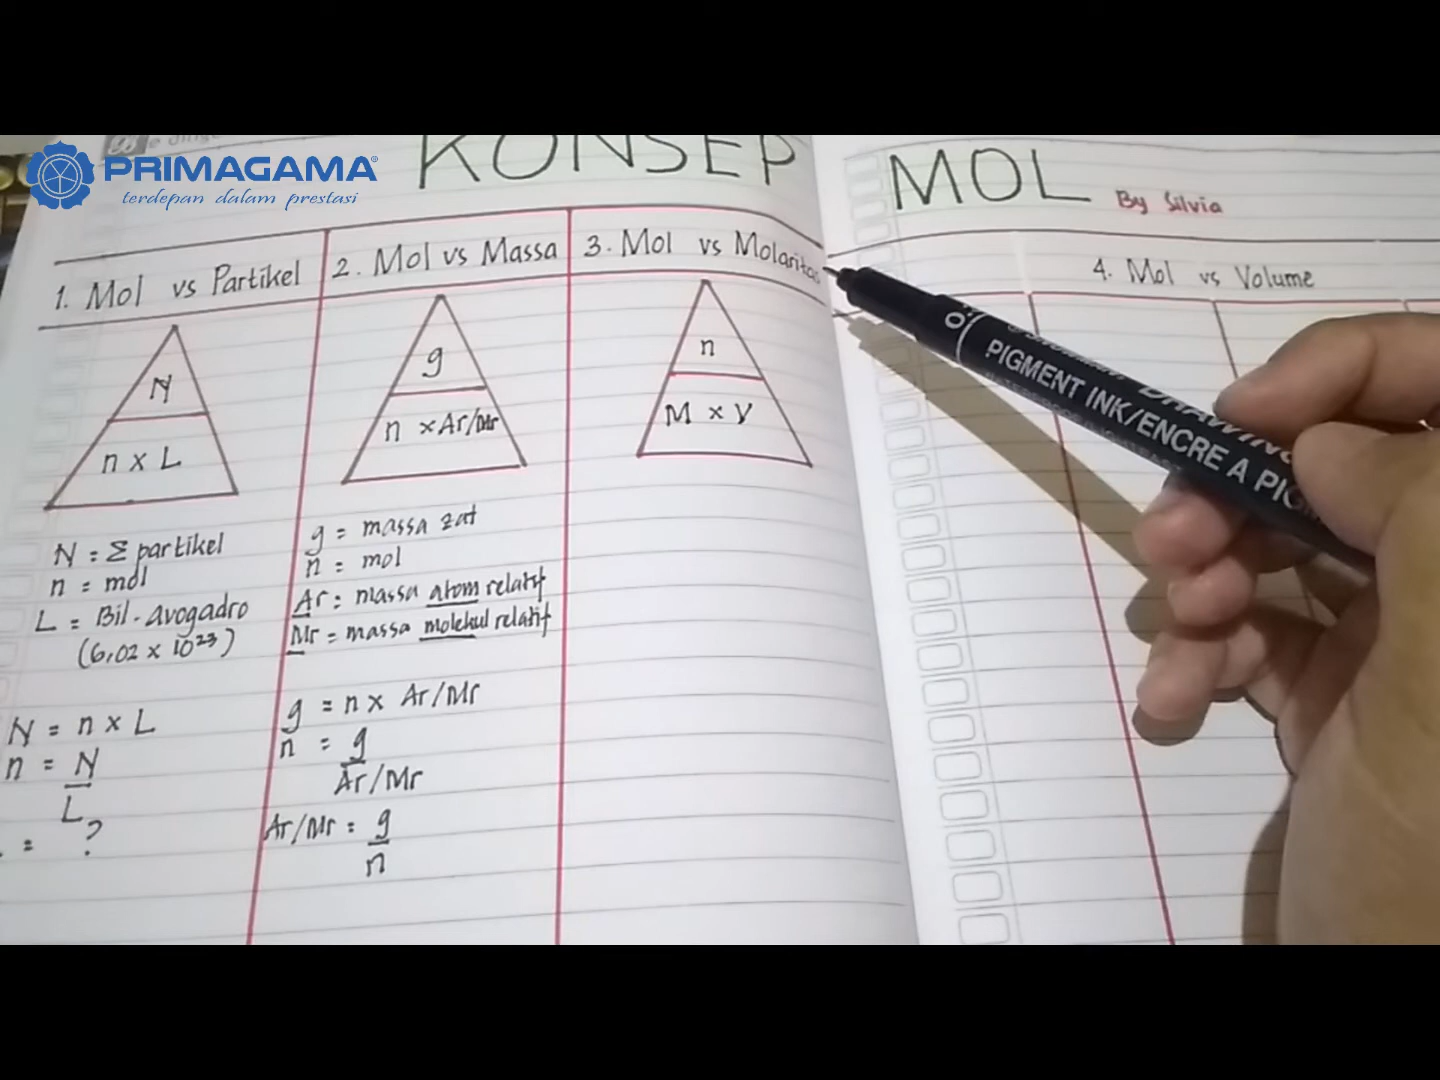 PRIMAGAMA®
terdepan dalam prestasi
KONSEP MOL
By Silvia
1. Mol vs Partikel
N
n x L
N = Σ partikel
n = mol
L = Bil. avogadro
(6,02 x 10²³)
N = n x L
n = N
L
= ?
2. Mol vs Massa
g
n x Ar/Mr
g = massa zat
n = mol
Ar = massa atom relatif
Mr = massa molekul relatif
g = n x Ar/Mr
n = g
Ar/Mr
Ar/Mr = g
n
3. Mol vs Molaritas
n
M x V
4. Mol vs Volume
DRAWING
PIGMENT INK/ENCRE A PIG